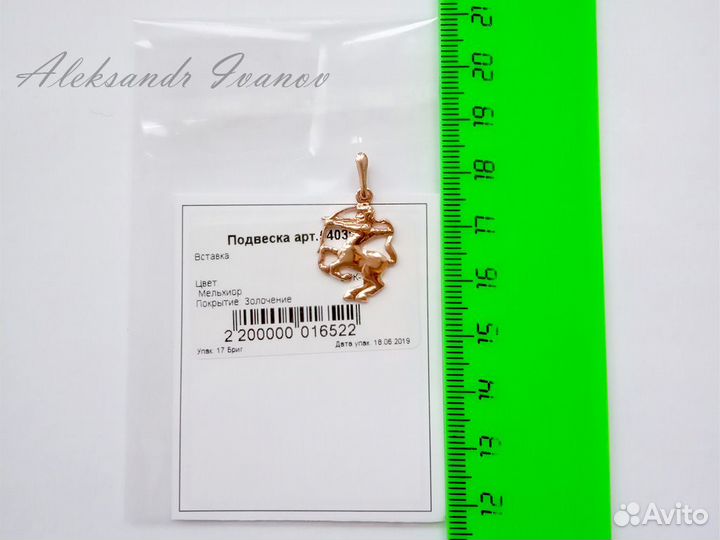 Aleksandr Ivanov
Подвеска арт.
Вставка
Цвет
Мельхиор
Покрытие Золочение
2 200000 016522
Упак. 17 Бриг
Дата упак. 18.06.2019
21
20
19
18
17
16
15
14
13
12
Avito